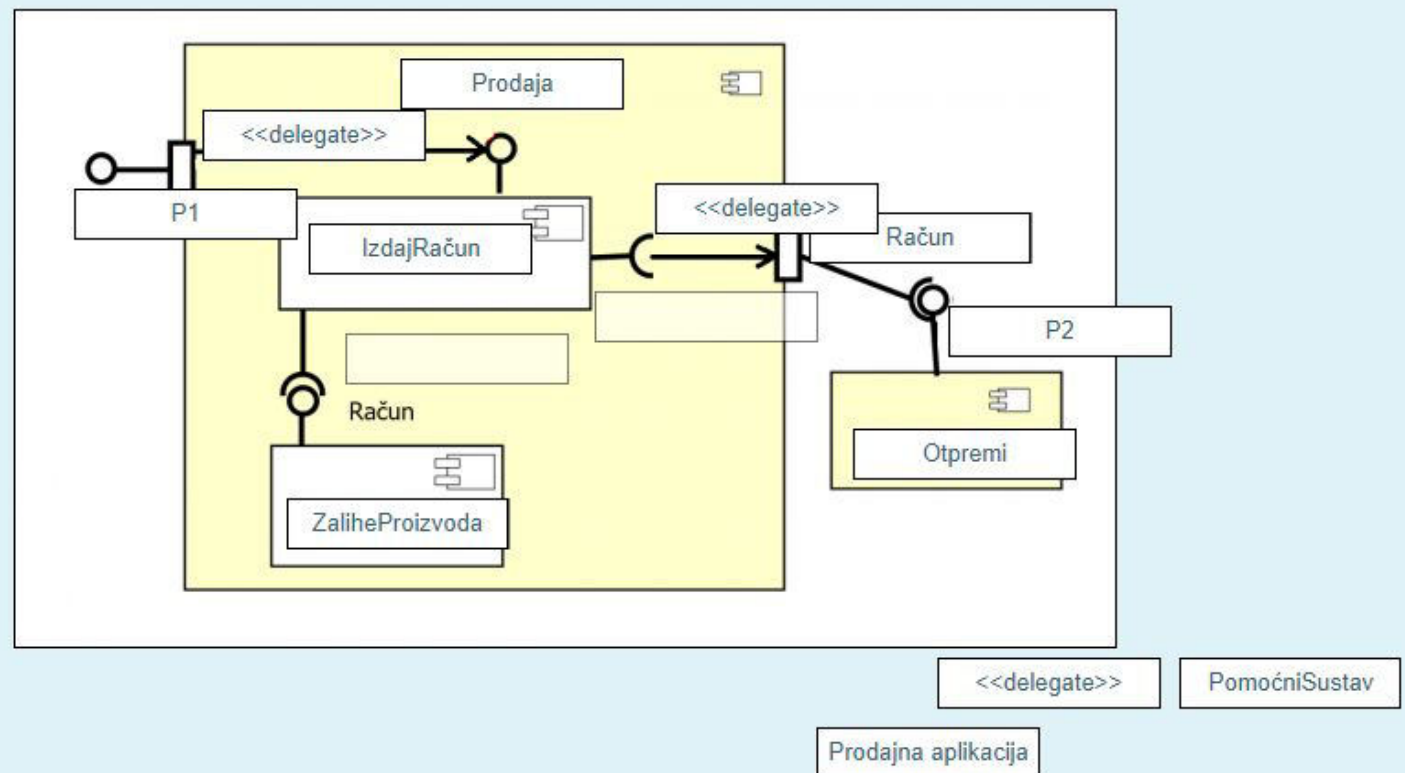 Prodaja
<<delegate>>
P1
<<delegate>>
Račun
IzdajRačun
P2
Račun
Otpremi
ZaliheProizvoda
<<delegate>>
PomoćniSustav
Prodajna aplikacija